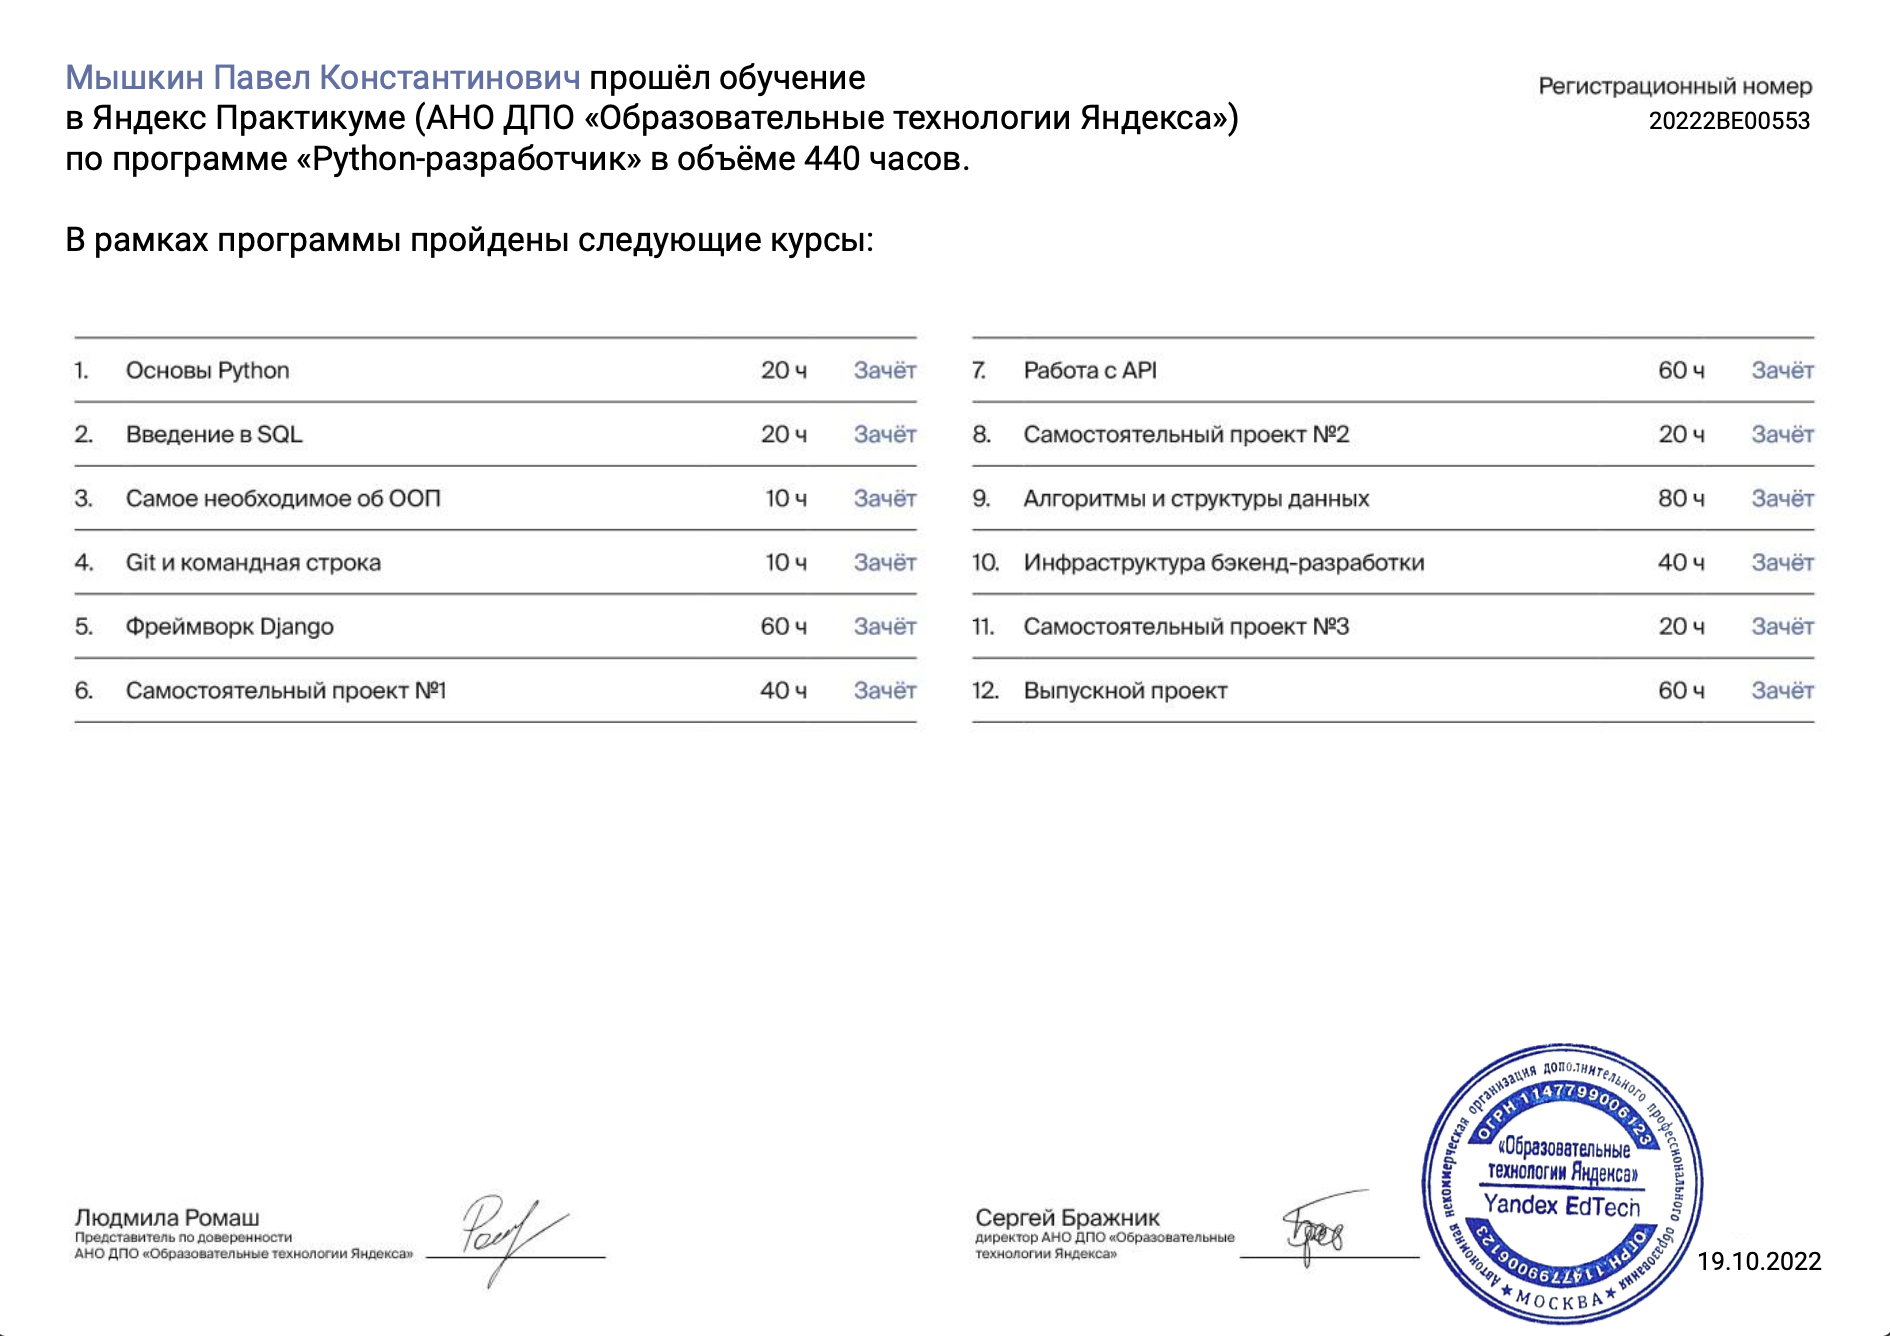 Мышкин Павел Константинович прошёл обучение
в Яндекс Практикуме (АНО ДПО «Образовательные технологии Яндекса»)
по программе «Python-разработчик» в объёме 440 часов.
Регистрационный номер
20222BE00553
В рамках программы пройдены следующие курсы:
1. Основы Python 20 ч Зачёт
2. Введение в SQL 20 ч Зачёт
3. Самое необходимое об ООП 10 ч Зачёт
4. Git и командная строка 10 ч Зачёт
5. Фреймворк Django 60 ч Зачёт
6. Самостоятельный проект №1 40 ч Зачёт
7. Работа с API 60 ч Зачёт
8. Самостоятельный проект №2 20 ч Зачёт
9. Алгоритмы и структуры данных 80 ч Зачёт
10. Инфраструктура бэкенд-разработки 40 ч Зачёт
11. Самостоятельный проект №3 20 ч Зачёт
12. Выпускной проект 60 ч Зачёт
Людмила Ромаш
Представитель по доверенности
АНО ДПО «Образовательные технологии Яндекса»
Сергей Бражник
директор АНО ДПО «Образовательные
технологии Яндекса»
Автономная некоммерческая организация дополнительного профессионального образования
ОГРН 1147799006123
«Образовательные
технологии Яндекса»
Yandex EdTech
ОГРН 1147799006123
★ МОСКВА ★
19.10.2022